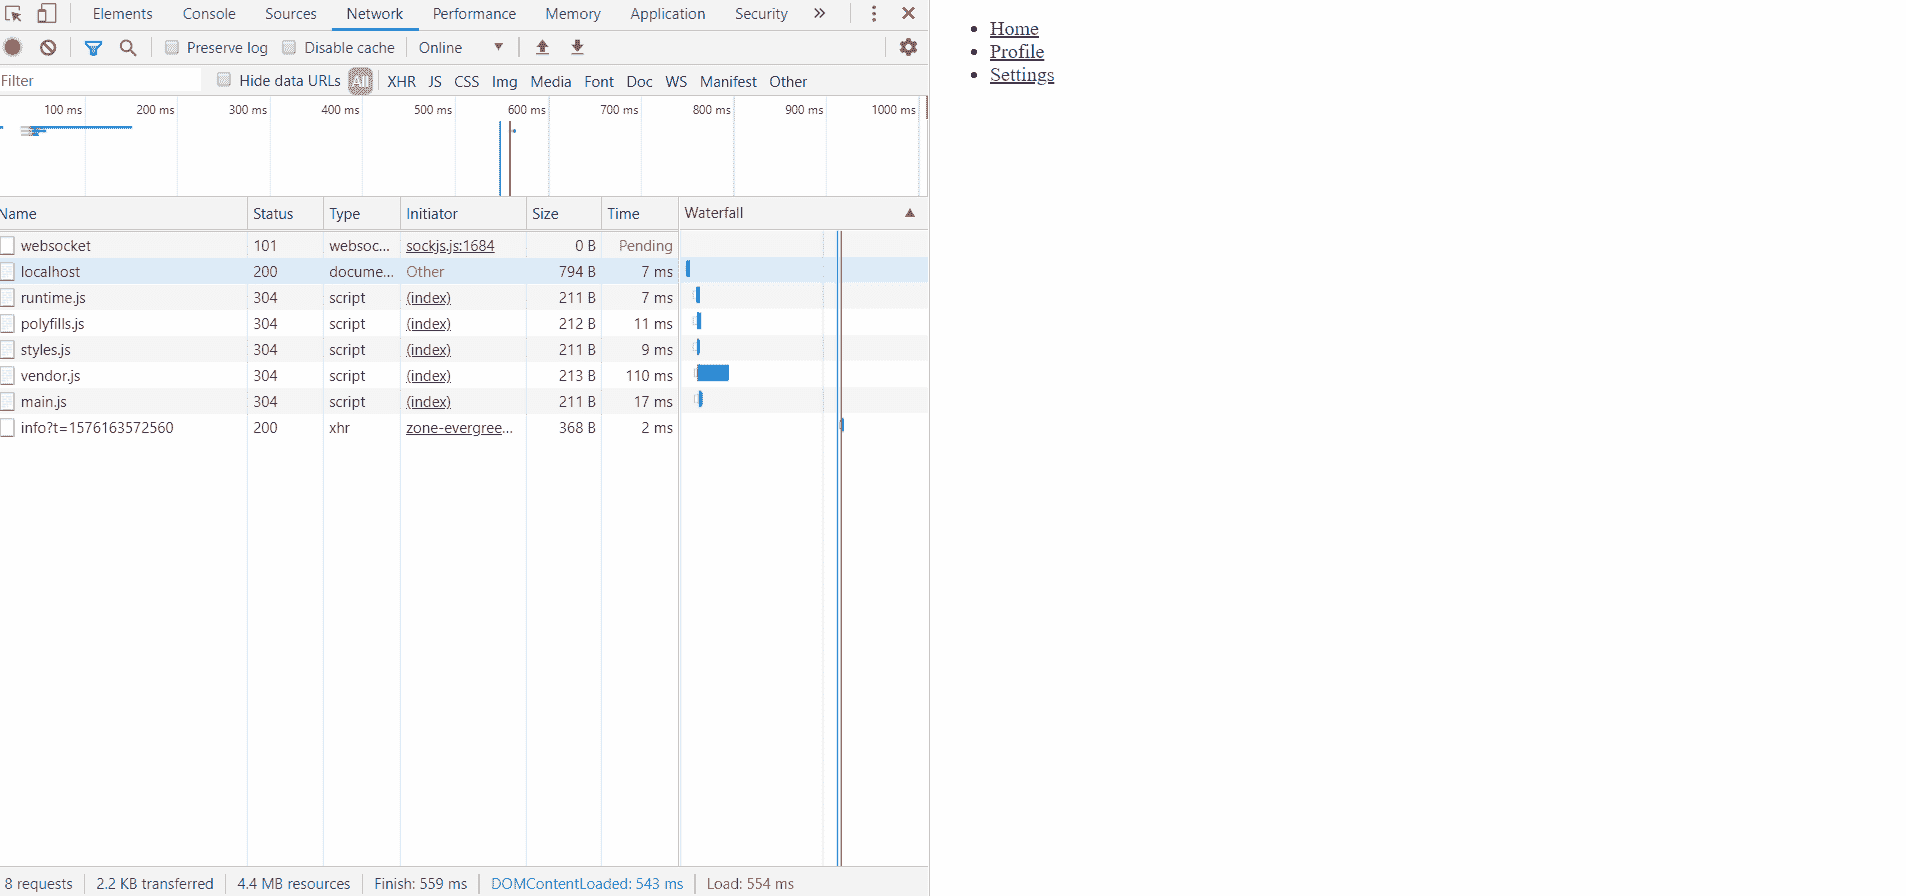 Elements Console Sources Network Performance Memory Application Security »
Preserve log Disable cache Online
Filter Hide data URLs All XHR JS CSS Img Media Font Doc WS Manifest Other
100 ms 200 ms 300 ms 400 ms 500 ms 600 ms 700 ms 800 ms 900 ms 1000 ms
Name Status Type Initiator Size Time Waterfall
websocket 101 websoc... sockjs.js:1684 0 B Pending
localhost 200 docume... Other 794 B 7 ms
runtime.js 304 script (index) 211 B 7 ms
polyfills.js 304 script (index) 212 B 11 ms
styles.js 304 script (index) 211 B 9 ms
vendor.js 304 script (index) 213 B 110 ms
main.js 304 script (index) 211 B 17 ms
info?t=1576163572560 200 xhr zone-evergree... 368 B 2 ms
8 requests 2.2 KB transferred 4.4 MB resources Finish: 559 ms DOMContentLoaded: 543 ms Load: 554 ms
Home
Profile
Settings